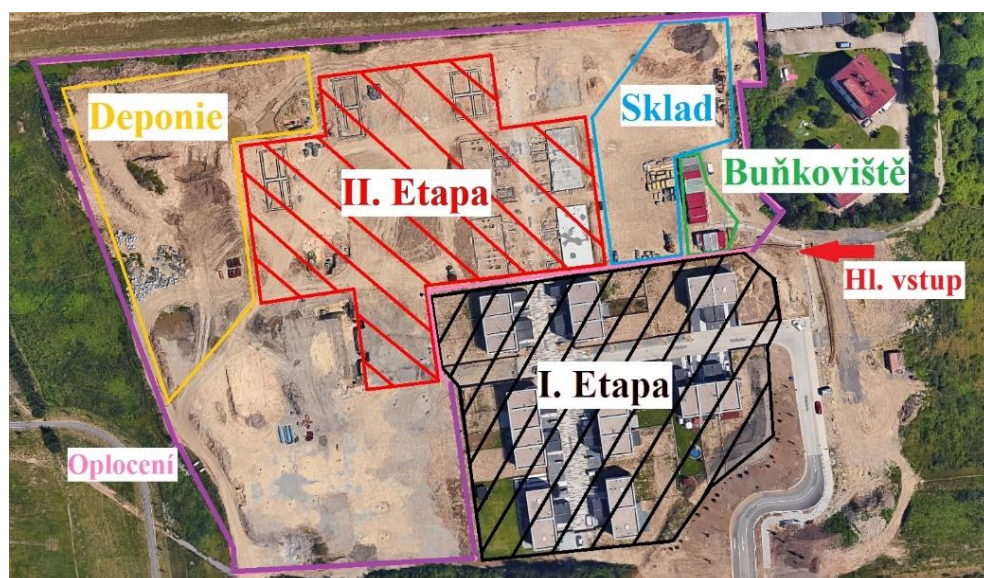 Deponie
Sklad
Buňkoviště
II. Etapa
Hl. vstup
I. Etapa
Oplocení